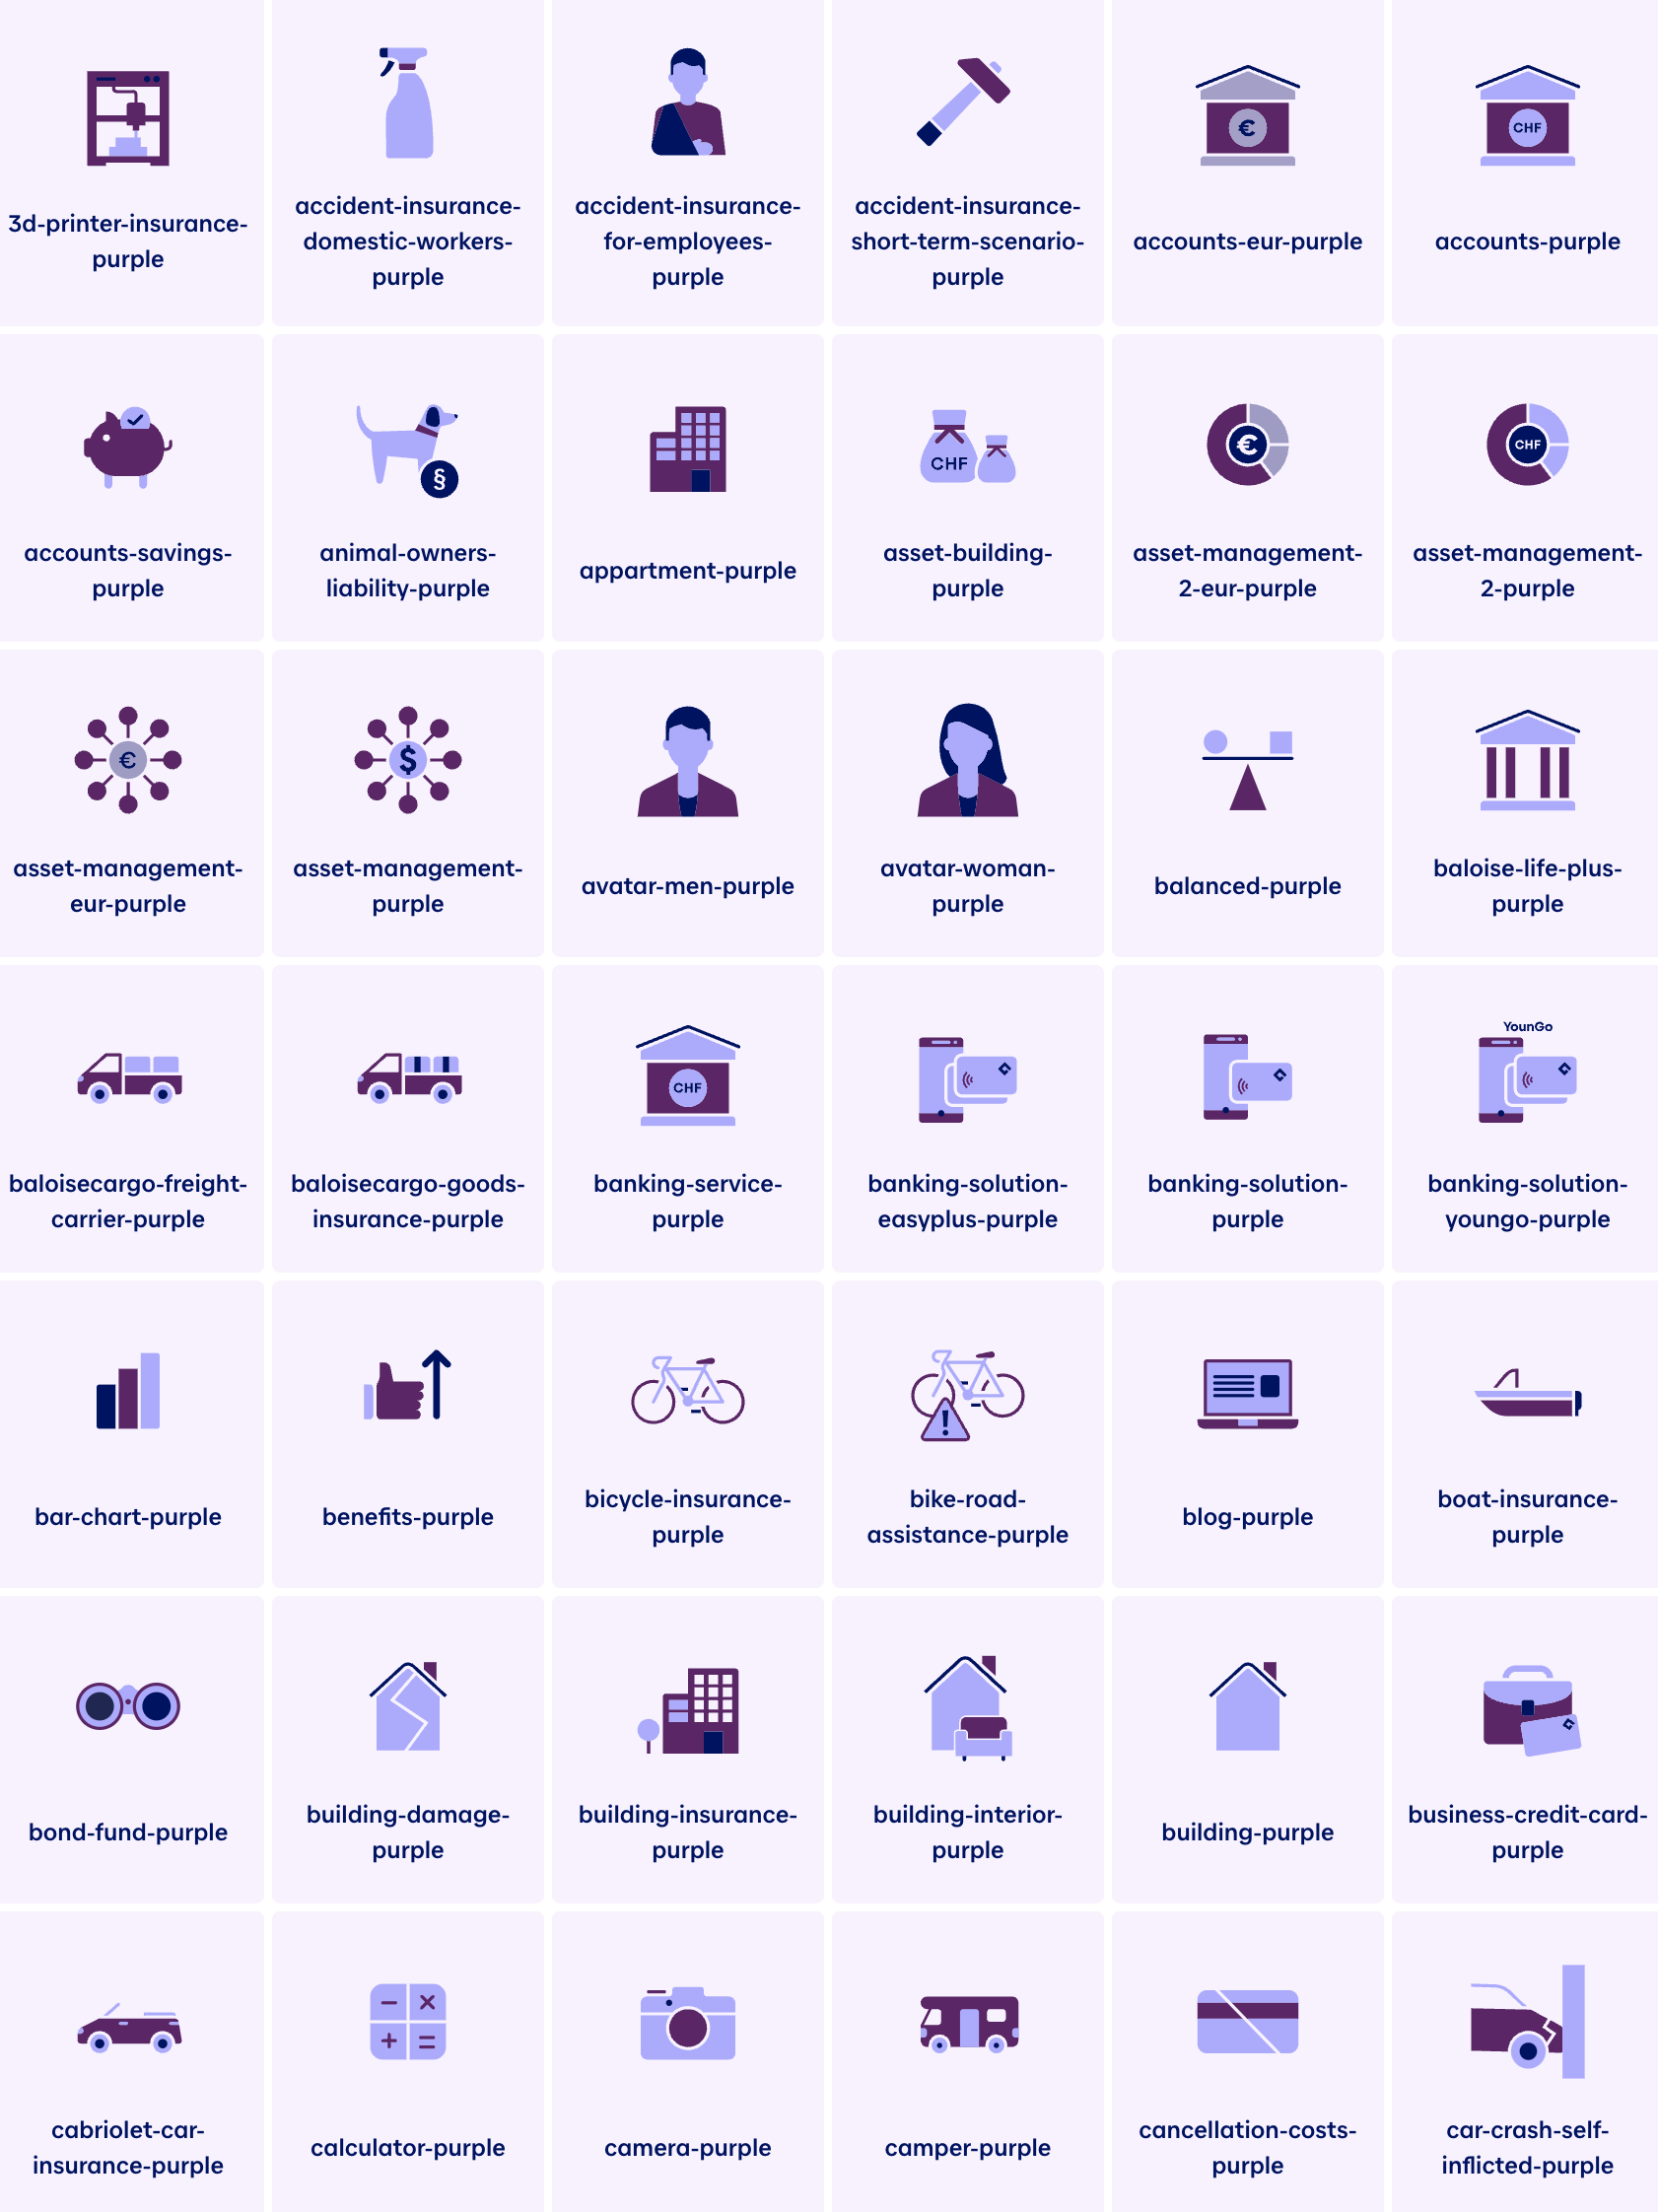 3d-printer-insurance-
purple
accident-insurance-
domestic-workers-
purple
accident-insurance-
for-employees-
purple
accident-insurance-
short-term-scenario-
purple
€
accounts-eur-purple
CHF
accounts-purple
accounts-savings-
purple
§
animal-owners-
liability-purple
appartment-purple
CHF
asset-building-
purple
€
asset-management-
2-eur-purple
CHF
asset-management-
2-purple
€
asset-management-
eur-purple
$
asset-management-
purple
avatar-men-purple
avatar-woman-
purple
balanced-purple
baloise-life-plus-
purple
baloisecargo-freight-
carrier-purple
baloisecargo-goods-
insurance-purple
CHF
banking-service-
purple
banking-solution-
easyplus-purple
banking-solution-
purple
YounGo
banking-solution-
youngo-purple
bar-chart-purple
benefits-purple
bicycle-insurance-
purple
!
bike-road-
assistance-purple
blog-purple
boat-insurance-
purple
bond-fund-purple
building-damage-
purple
building-insurance-
purple
building-interior-
purple
building-purple
business-credit-card-
purple
cabriolet-car-
insurance-purple
− ×
+ =
calculator-purple
camera-purple
camper-purple
cancellation-costs-
purple
car-crash-self-
inflicted-purple